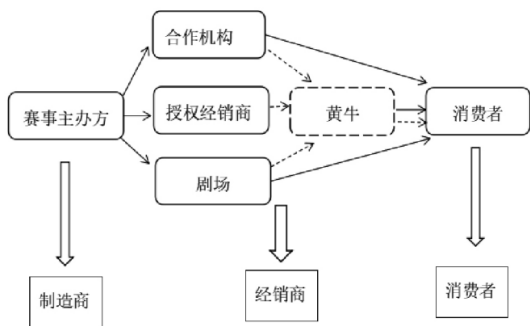 合作机构
赛事主办方
授权经销商
黄牛
消费者
剧场
制造商
经销商
消费者